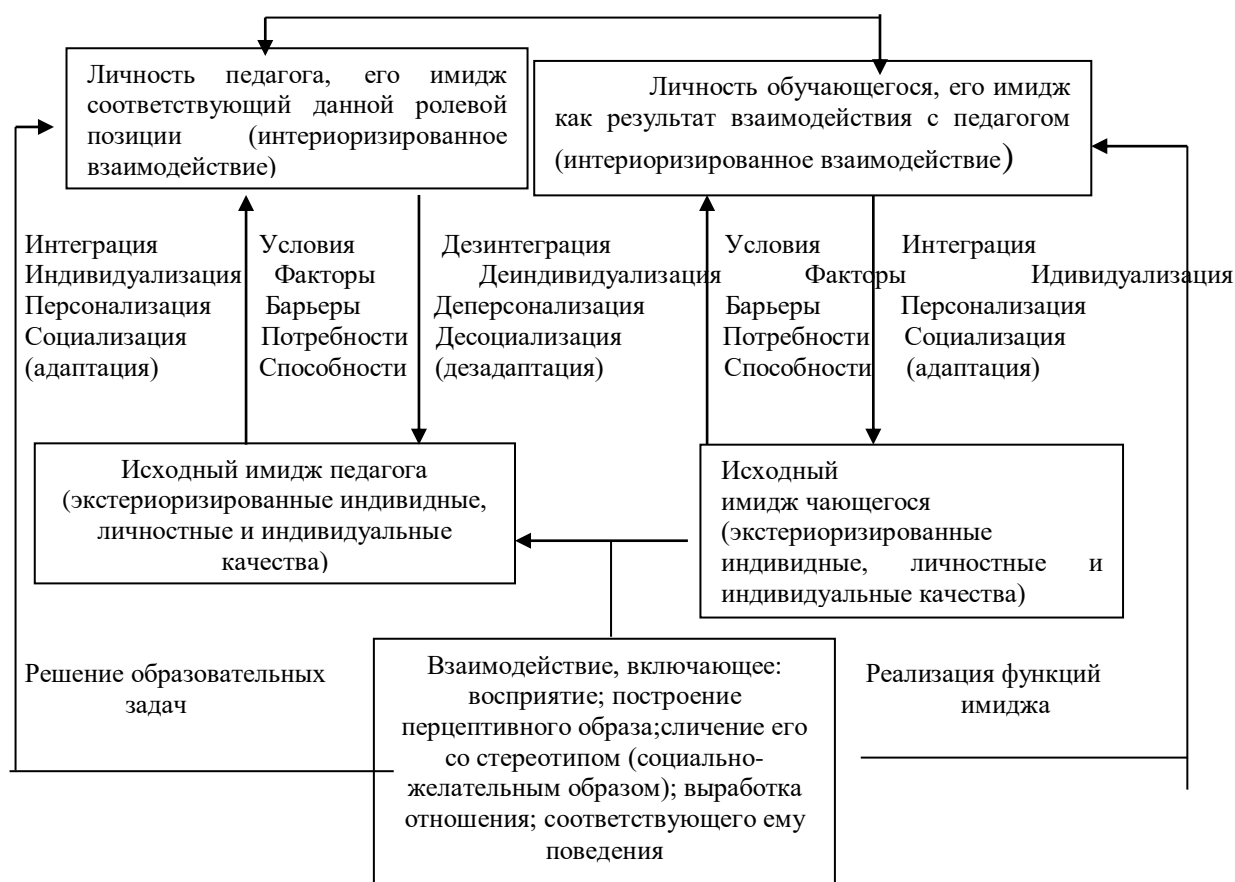 Личность педагога, его имидж
соответствующий данной ролевой
позиции (интериоризированное
взаимодействие)
Личность обучающегося, его имидж
как результат взаимодействия с педагогом
(интериоризированное взаимодействие)
Интеграция Условия Дезинтеграция Условия Интеграция
Индивидуализация Факторы Деиндивидуализация Факторы Идивидуализация
Персонализация Барьеры Деперсонализация Барьеры Персонализация
Социализация Потребности Десоциализация Потребности Социализация
(адаптация) Способности (дезадаптация) Способности (адаптация)
Исходный имидж педагога
(экстериоризированные индивидные,
личностные и индивидуальные
качества)
Исходный
имидж чающегося
(экстериоризированные
индивидные, личностные и
индивидуальные качества)
Решение образовательных
задач
Взаимодействие, включающее:
восприятие; построение
перцептивного образа;сличение его
со стереотипом (социально-
желательным образом); выработка
отношения; соответствующего ему
поведения
Реализация функций
имиджа